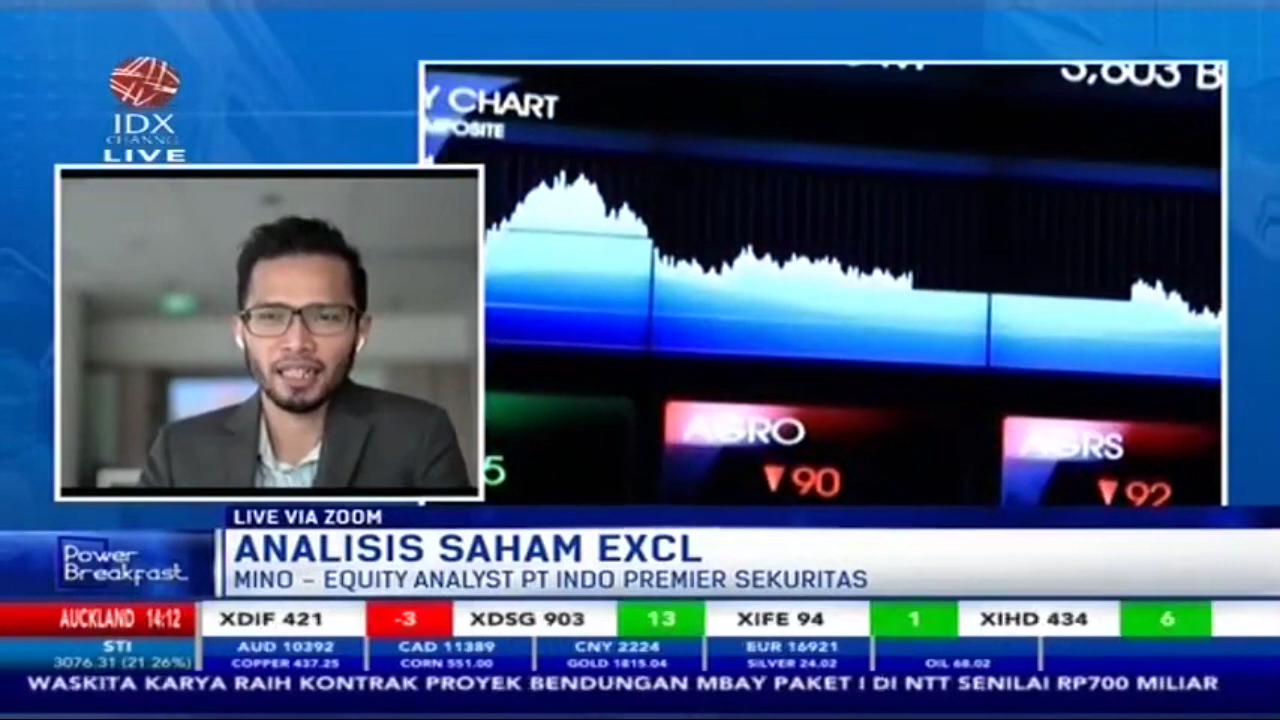 IDX
CHANNEL
LIVE
3,603 B
Y CHART
MPOSITE
5
AGRO
▼90
AGRS
▼92
LIVE VIA ZOOM
Power
Breakfast
ANALISIS SAHAM EXCL
MINO – EQUITY ANALYST PT INDO PREMIER SEKURITAS
AUCKLAND 14:12 XDIF 421 -3 XDSG 903 13 XIFE 94 1 XIHD 434 6
STI AUD 10392 CAD 11389 CNY 2224 EUR 16921
3076.31 (21.26%) COPPER 437.25 CORN 551.00 GOLD 1815.04 SILVER 24.02 OIL 68.02
WASKITA KARYA RAIH KONTRAK PROYEK BENDUNGAN MBAY PAKET I DI NTT SENILAI RP700 MILIAR